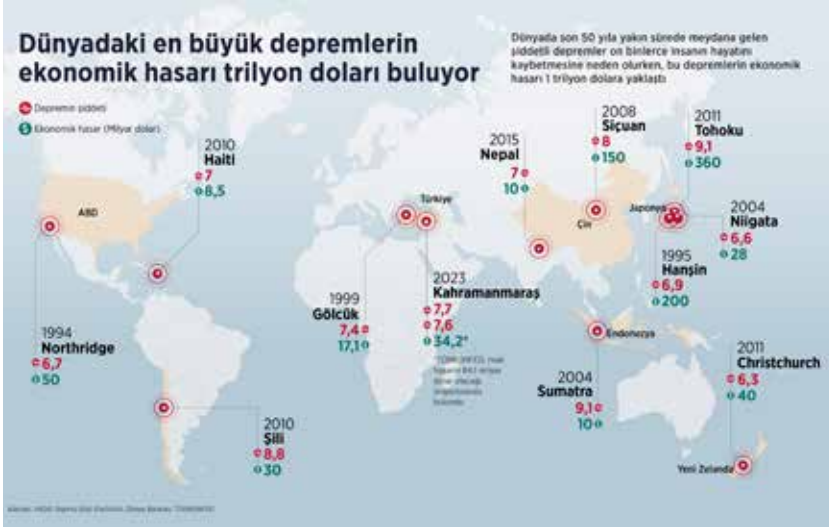 Dünyadaki en büyük depremlerin
ekonomik hasarı trilyon doları buluyor
Dünyada son 50 yıla yakın sürede meydana gelen
şiddetli depremler on binlerce insanın hayatını
kaybetmesine neden olurken, bu depremlerin ekonomik
hasarı 1 trilyon dolara yaklaştı
Depremin şiddeti
Ekonomik hasar (Milyar dolar)
2010
Haiti
7
8,5
2015
Nepal
7
10
2008
Siçuan
8
150
2011
Tohoku
9,1
360
ABD
Türkiye
Çin
Japonya
2004
Niigata
6,6
28
1995
Hanşin
6,9
200
1999
Gölcük
7,4
17,1
2023
Kahramanmaraş
7,7
7,6
34,2*
1994
Northridge
6,7
50
Endonezya
2004
Sumatra
9,1
10
2011
Christchurch
6,3
40
2010
Şili
8,8
30
Yeni Zelanda